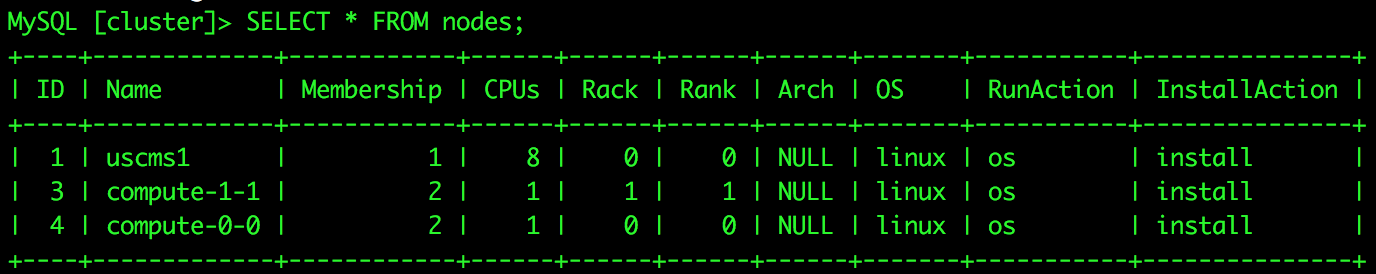 MySQL [cluster]> SELECT * FROM nodes;
+----+-------------+------------+------+------+------+------+-------+-----------+---------------+
| ID | Name        | Membership | CPUs | Rack | Rank | Arch | OS    | RunAction | InstallAction |
+----+-------------+------------+------+------+------+------+-------+-----------+---------------+
|  1 | uscms1      |          1 |    8 |    0 |    0 | NULL | linux | os        | install       |
|  3 | compute-1-1 |          2 |    1 |    1 |    1 | NULL | linux | os        | install       |
|  4 | compute-0-0 |          2 |    1 |    0 |    0 | NULL | linux | os        | install       |
+----+-------------+------------+------+------+------+------+-------+-----------+---------------+